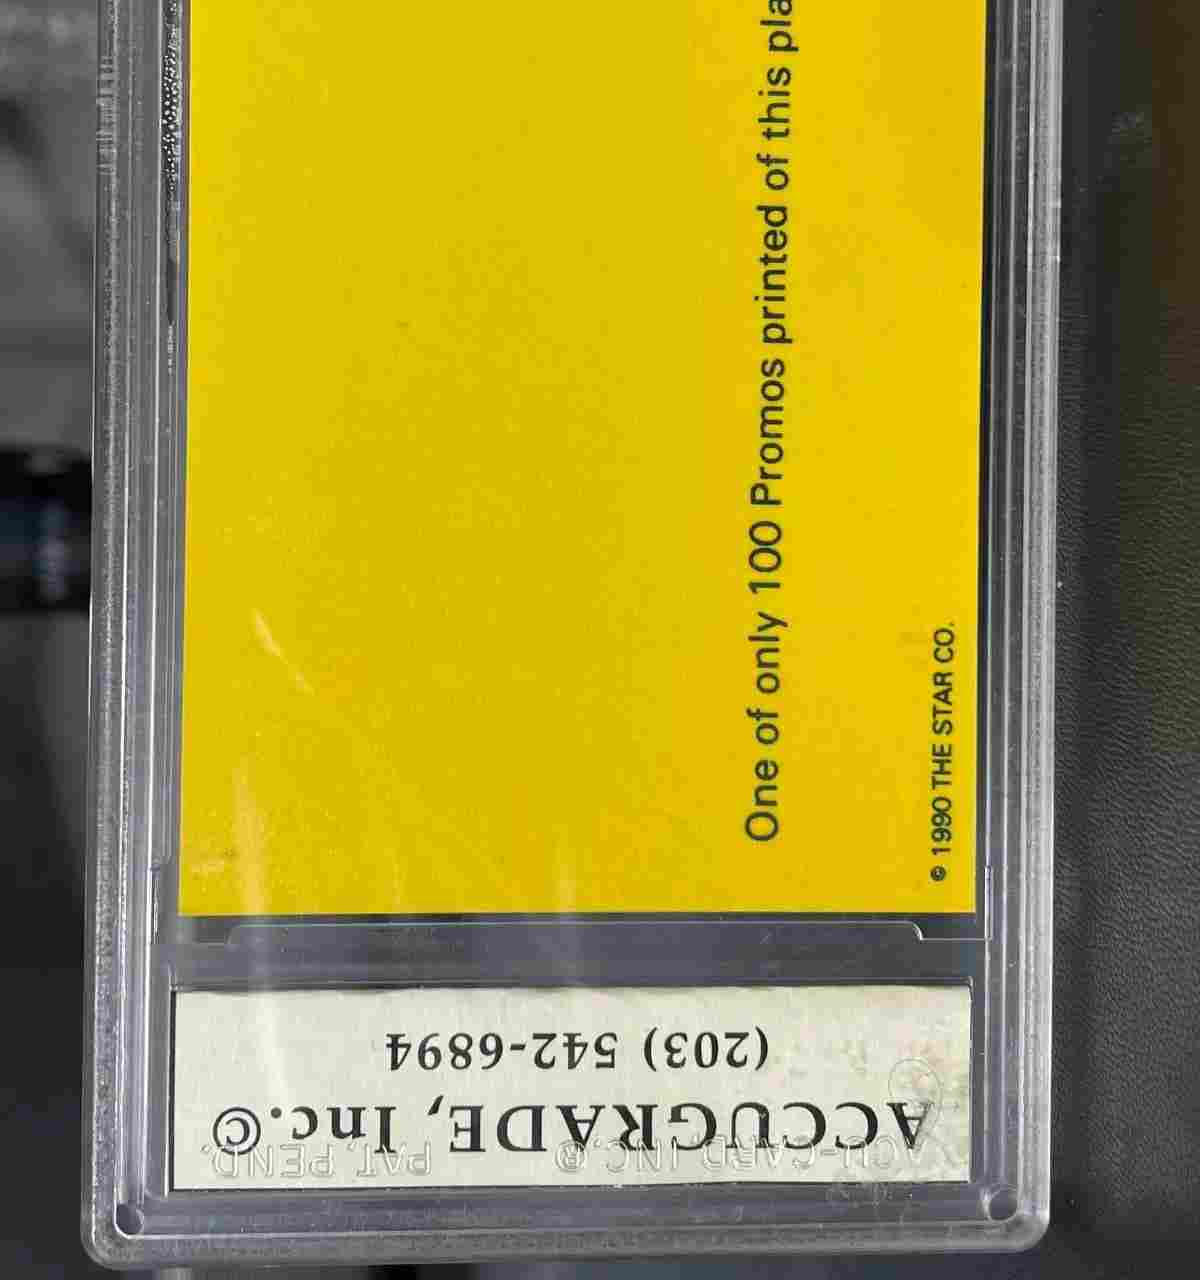 One of only 100 Promos printed of this pla
© 1990 THE STAR CO.
ACCUGRADE, Inc.©
(203) 542-6894
ACU-CARD, INC.® PAT. PEND.